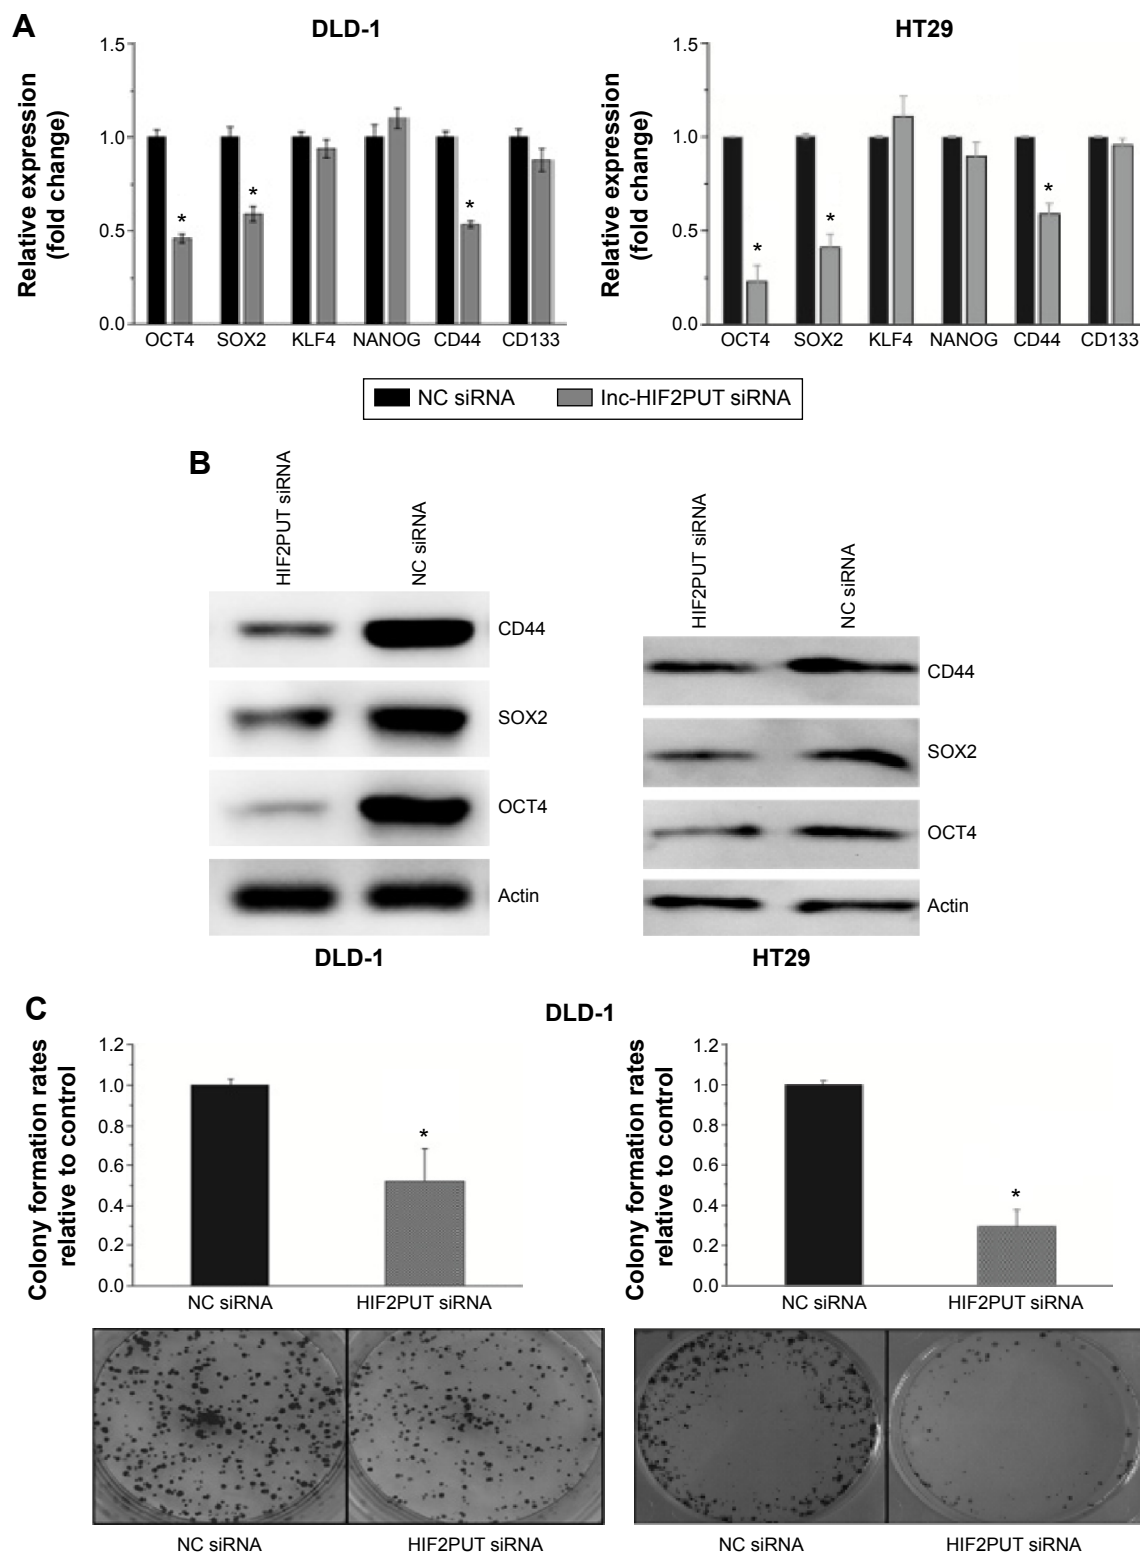 A
DLD-1
HT29
Relative expression
(fold change)
1.5
1.0
0.5
0.0
*
*
*
OCT4 SOX2 KLF4 NANOG CD44 CD133
Relative expression
(fold change)
1.5
1.0
0.5
0.0
*
*
*
OCT4 SOX2 KLF4 NANOG CD44 CD133
NC siRNA
lnc-HIF2PUT siRNA
B
HIF2PUT siRNA
NC siRNA
CD44
SOX2
OCT4
Actin
DLD-1
HIF2PUT siRNA
NC siRNA
CD44
SOX2
OCT4
Actin
HT29
C
DLD-1
Colony formation rates
relative to control
1.2
1.0
0.8
0.6
0.4
0.2
0.0
*
NC siRNA HIF2PUT siRNA
Colony formation rates
relative to control
1.2
1.0
0.8
0.6
0.4
0.2
0.0
*
NC siRNA HIF2PUT siRNA
NC siRNA HIF2PUT siRNA
NC siRNA HIF2PUT siRNA